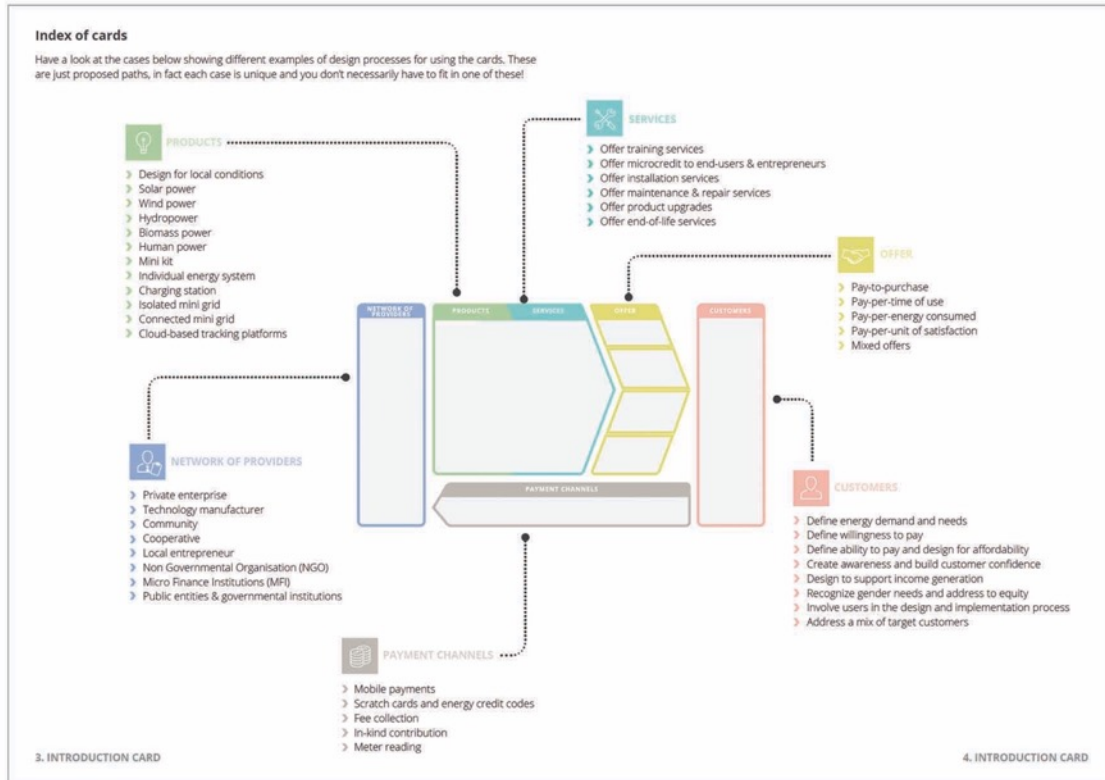 Index of cards
Have a look at the cases below showing different examples of design processes for using the cards. These
are just proposed paths, in fact each case is unique and you don't necessarily have to fit in one of these!
SERVICES
Offer training services
Offer microcredit to end-users & entrepreneurs
Offer installation services
Offer maintenance & repair services
Offer product upgrades
Offer end-of-life services
PRODUCTS
Design for local conditions
Solar power
Wind power
Hydropower
Biomass power
Human power
Mini kit
Individual energy system
Charging station
Isolated mini grid
Connected mini grid
Cloud-based tracking platforms
OFFER
Pay-to-purchase
Pay-per-time of use
Pay-per-energy consumed
Pay-per-unit of satisfaction
Mixed offers
NETWORK OF
PROVIDERS
PRODUCTS
SERVICES
OFFER
CUSTOMERS
PAYMENT CHANNELS
NETWORK OF PROVIDERS
Private enterprise
Technology manufacturer
Community
Cooperative
Local entrepreneur
Non Governmental Organisation (NGO)
Micro Finance Institutions (MFI)
Public entities & governmental institutions
CUSTOMERS
Define energy demand and needs
Define willingness to pay
Define ability to pay and design for affordability
Create awareness and build customer confidence
Design to support income generation
Recognize gender needs and address to equity
Involve users in the design and implementation process
Address a mix of target customers
PAYMENT CHANNELS
Mobile payments
Scratch cards and energy credit codes
Fee collection
In-kind contribution
Meter reading
3. INTRODUCTION CARD
4. INTRODUCTION CARD